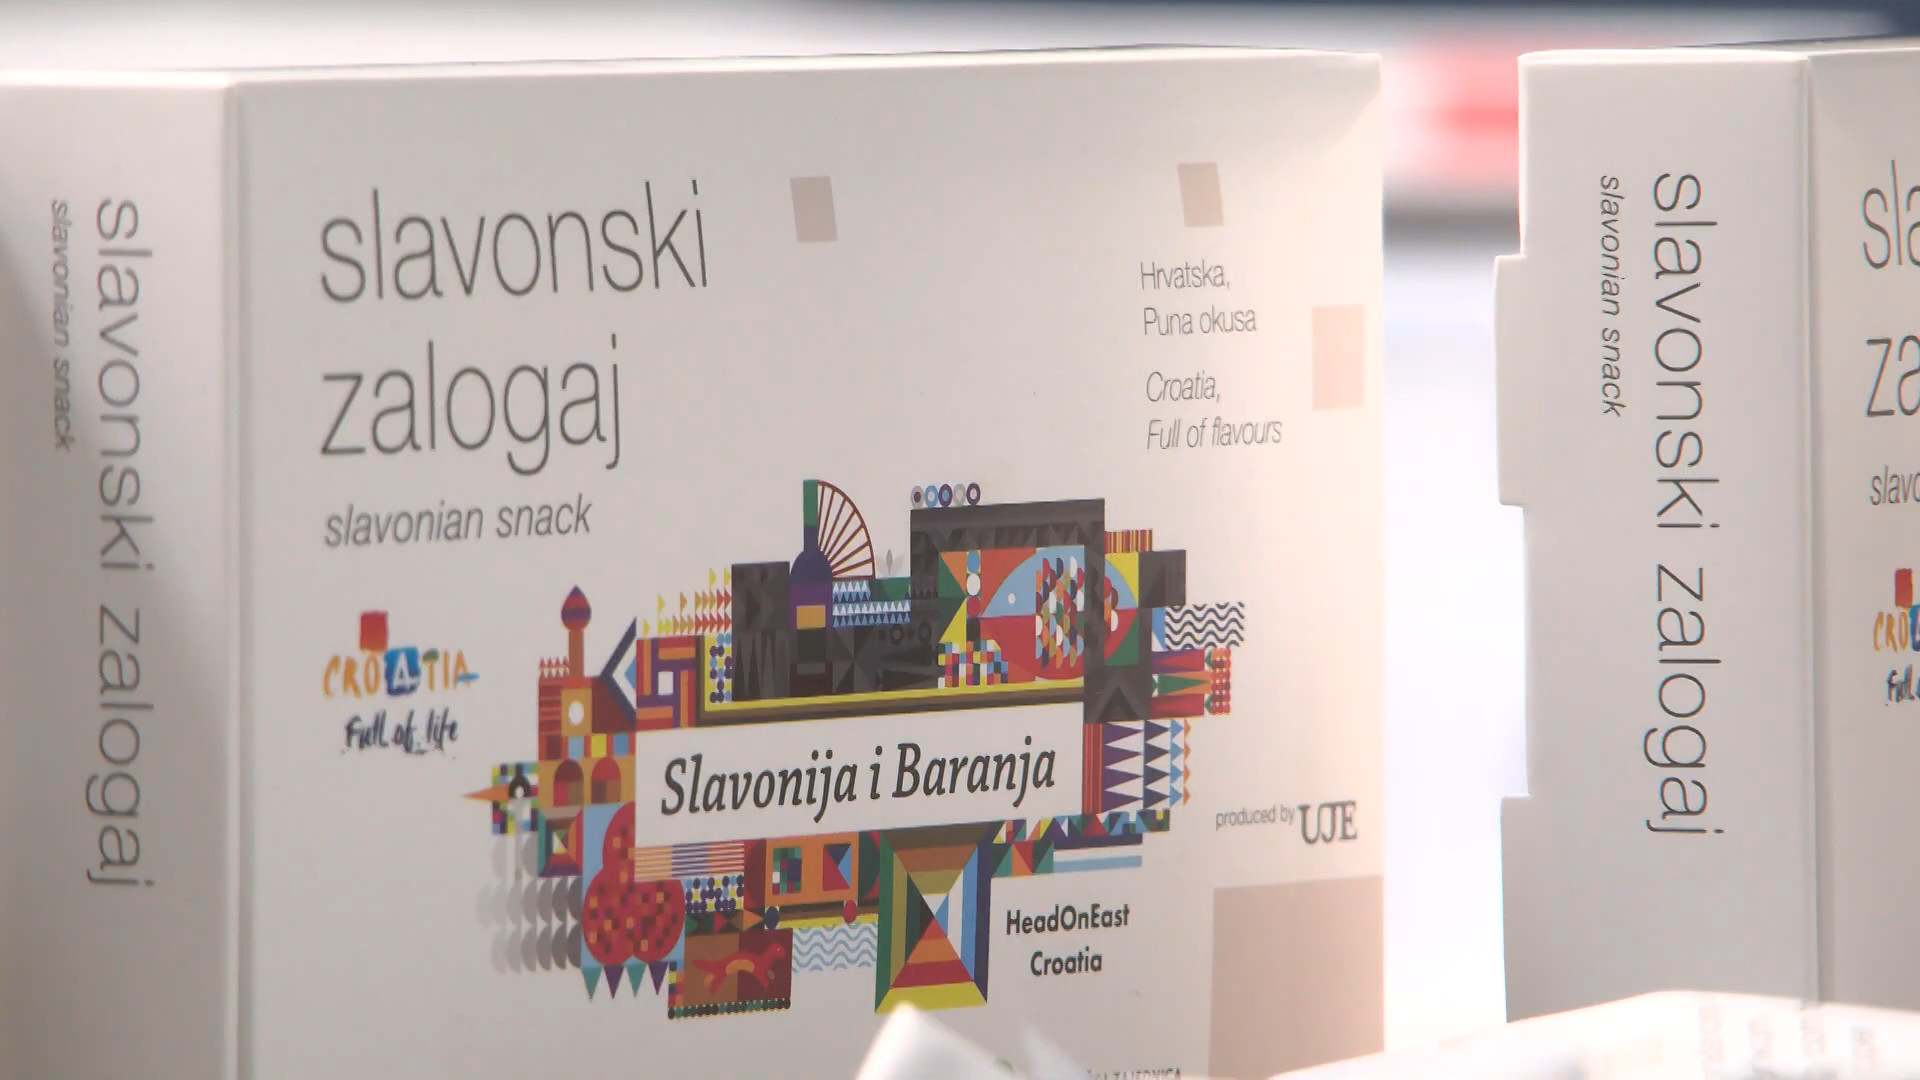 slavonski
zalogaj
slavonian snack
Hrvatska,
Puna okusa
Croatia,
Full of flavours
CROATIA
Full of life
Slavonija i Baranja
produced by UJE
HeadOnEast
Croatia
slavonski zalogaj
slavonian snack
slavonski zalogaj
slavonian snack